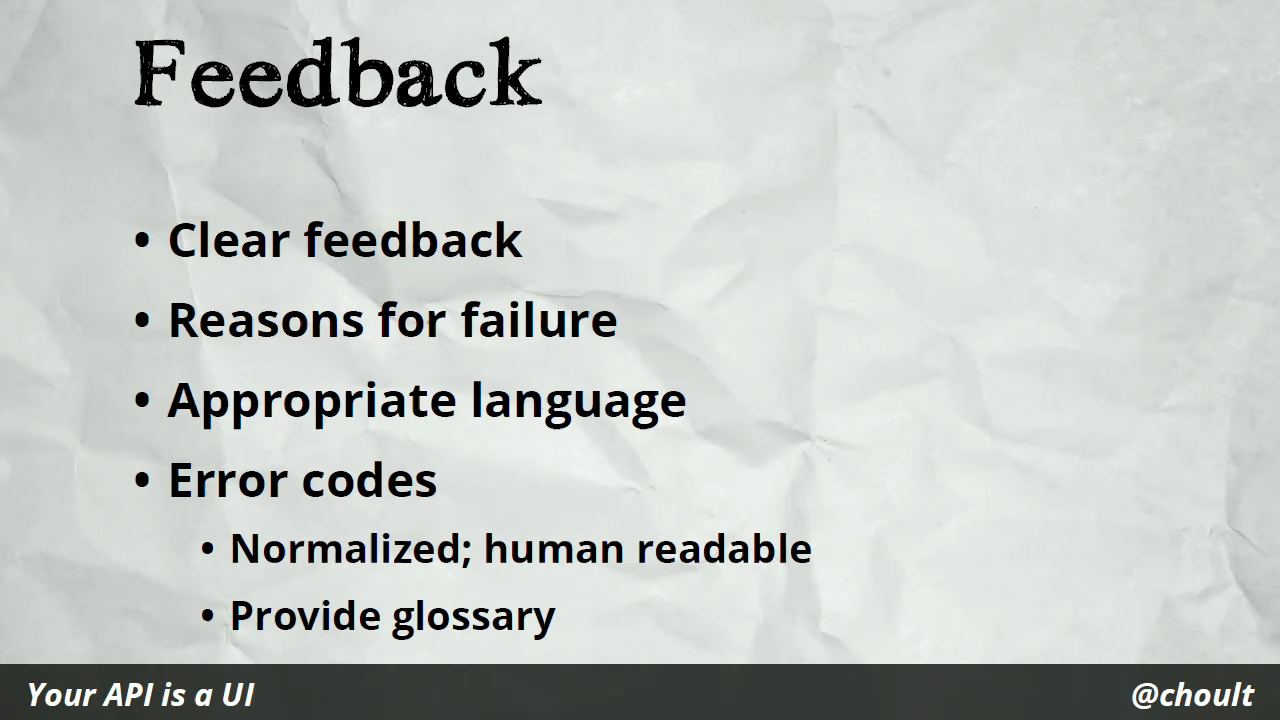 Feedback
• Clear feedback
• Reasons for failure
• Appropriate language
• Error codes
• Normalized; human readable
• Provide glossary
Your API is a UI
@choult